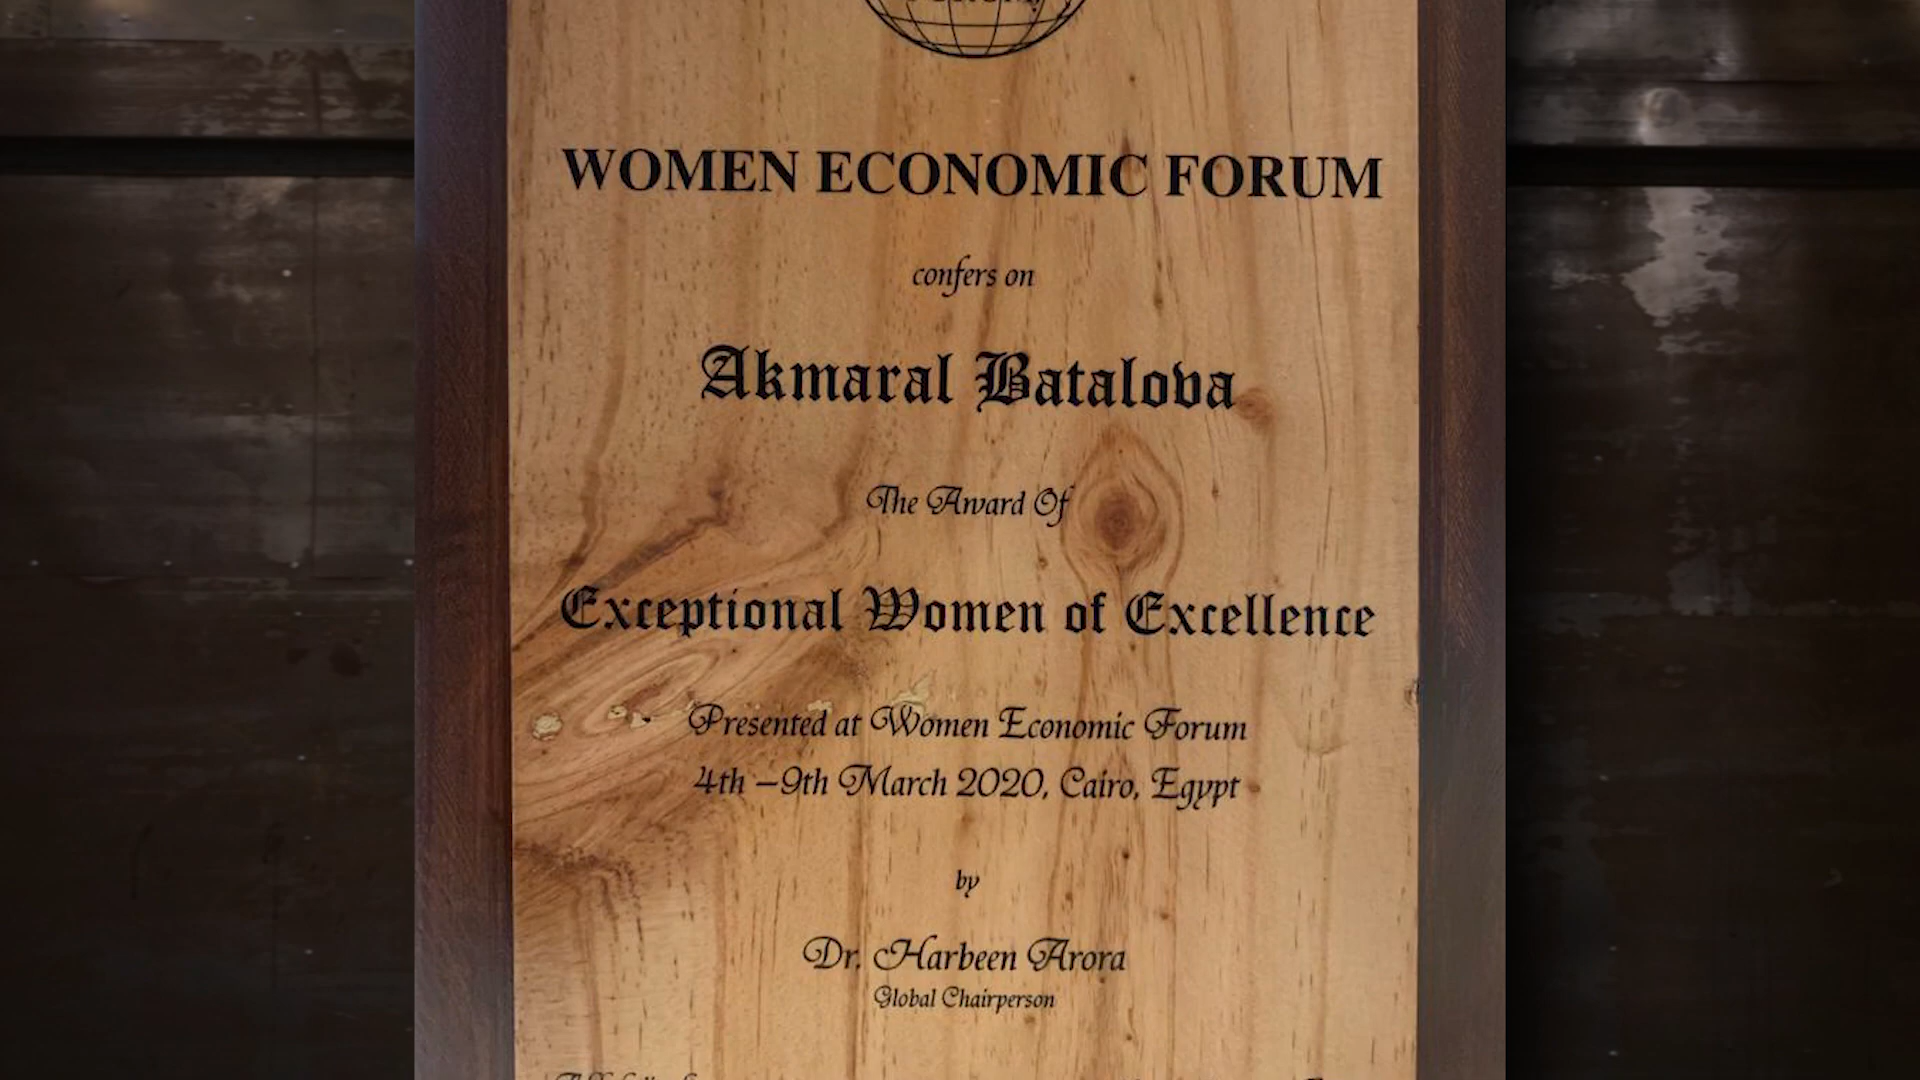 WOMEN ECONOMIC FORUM
confers on
Akmaral Batalova
The Award Of
Exceptional Women of Excellence
Presented at Women Economic Forum
4th –9th March 2020, Cairo, Egypt
by
Dr. Harbeen Arora
Global Chairperson